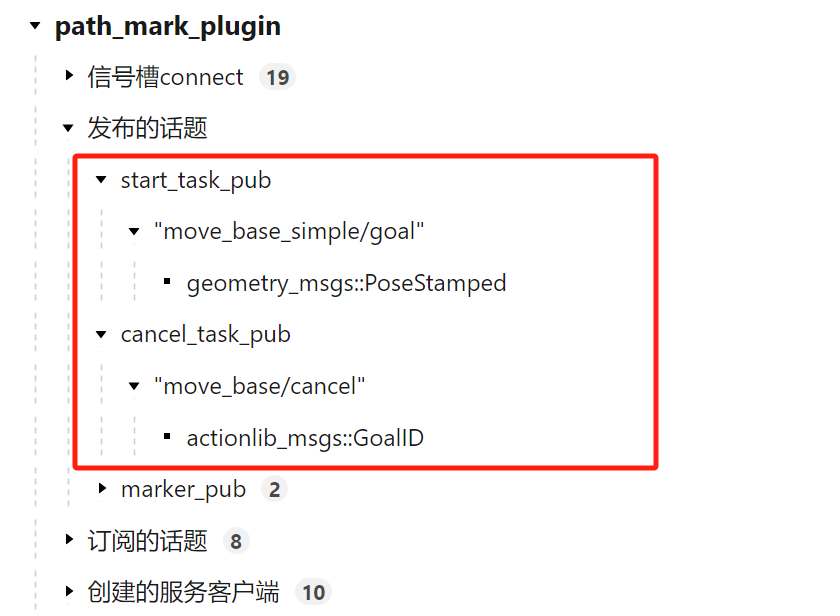 path_mark_plugin
信号槽connect 19
发布的话题
start_task_pub
"move_base_simple/goal"
geometry_msgs::PoseStamped
cancel_task_pub
"move_base/cancel"
actionlib_msgs::GoalID
marker_pub 2
订阅的话题 8
创建的服务客户端 10